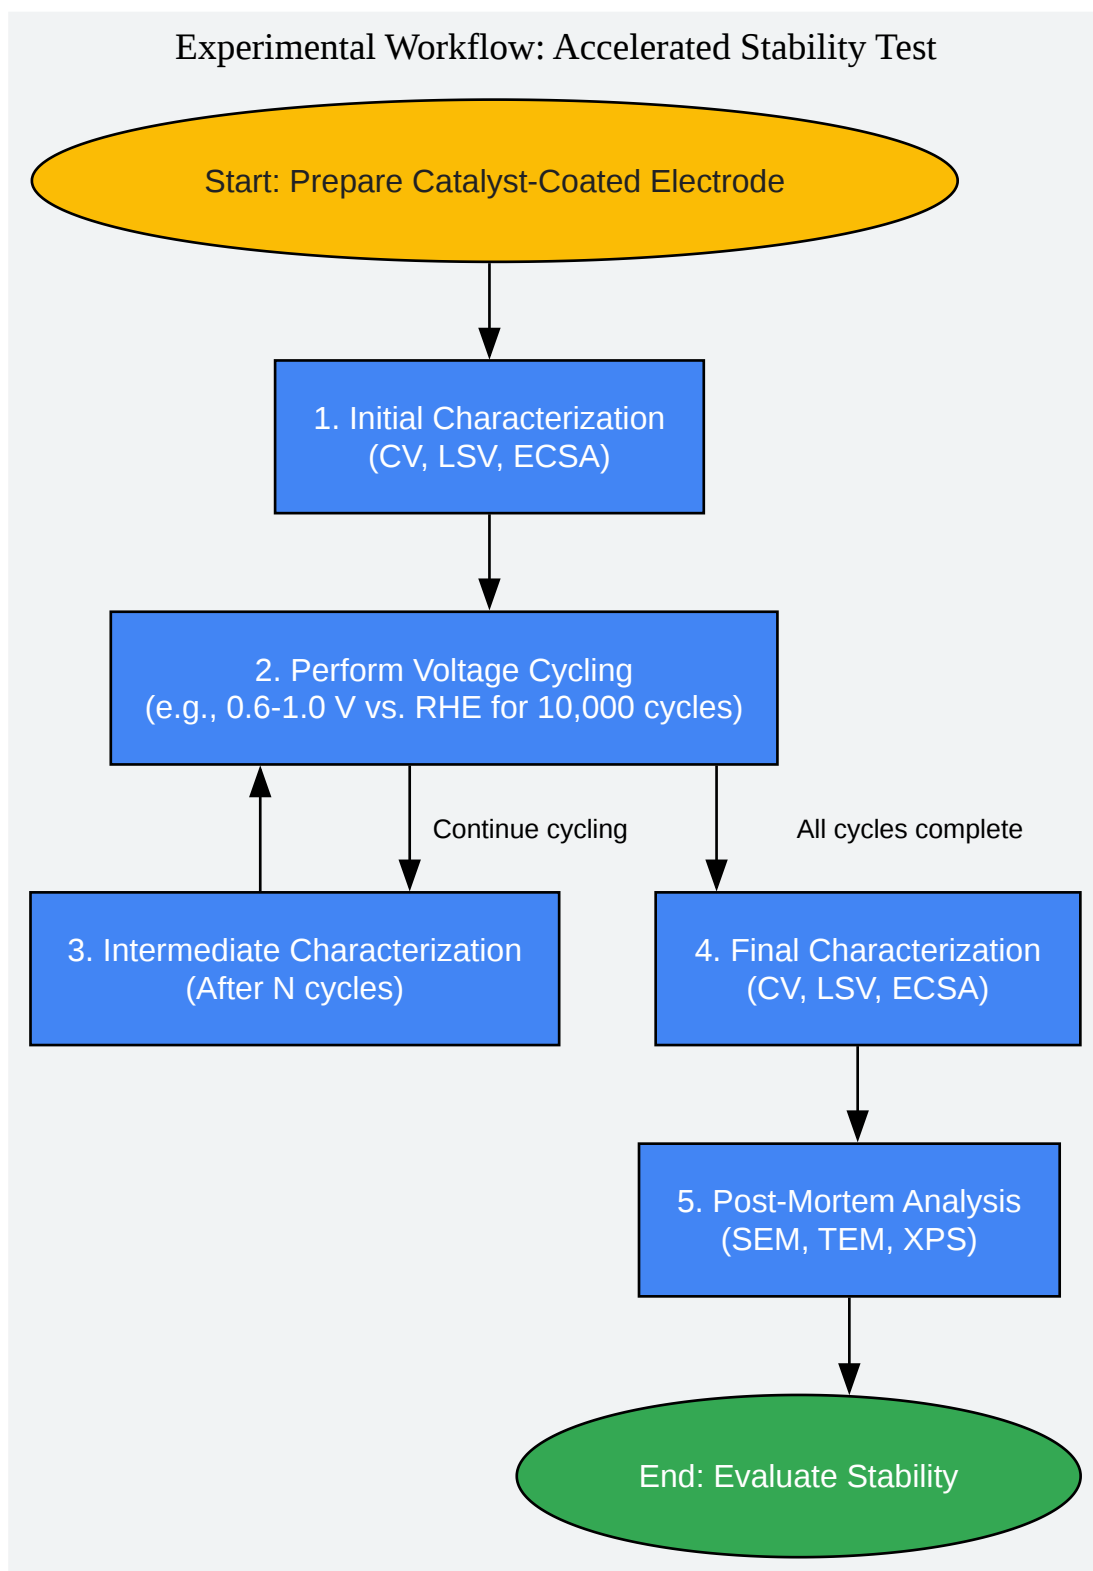 Experimental Workflow: Accelerated Stability Test
Start: Prepare Catalyst-Coated Electrode
1. Initial Characterization
(CV, LSV, ECSA)
2. Perform Voltage Cycling
(e.g., 0.6-1.0 V vs. RHE for 10,000 cycles)
Continue cycling
All cycles complete
3. Intermediate Characterization
(After N cycles)
4. Final Characterization
(CV, LSV, ECSA)
5. Post-Mortem Analysis
(SEM, TEM, XPS)
End: Evaluate Stability